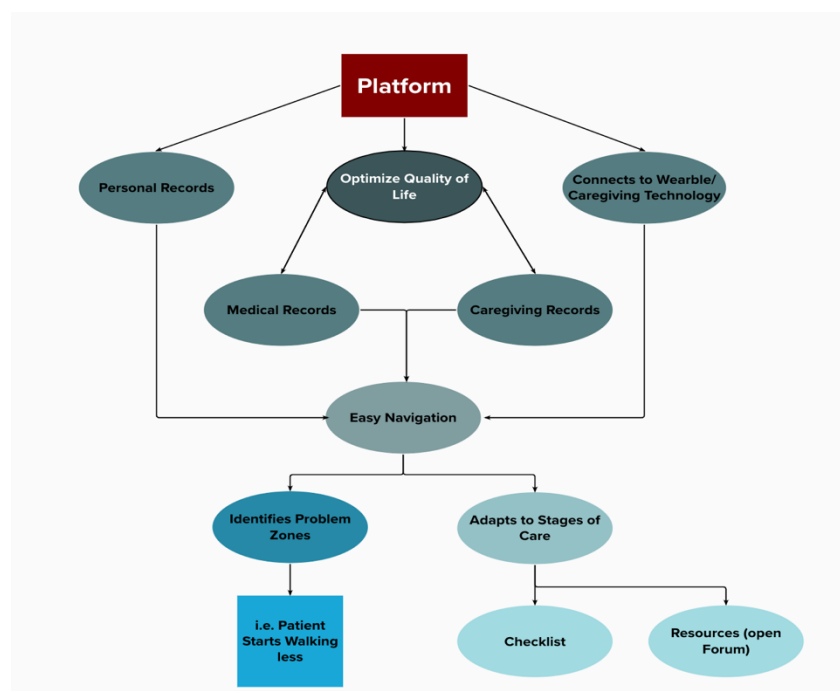 Platform
Personal Records
Optimize Quality of
Life
Connects to Wearble/
Caregiving Technology
Medical Records
Caregiving Records
Easy Navigation
Identifies Problem
Zones
Adapts to Stages of
Care
i.e. Patient
Starts Walking
less
Checklist
Resources (open
Forum)